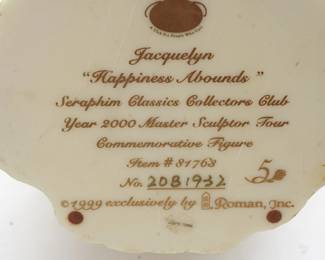 Jacquelyn
"Happiness Abounds"
Seraphim Classics Collectors Club
Year 2000 Master Sculptor Tour
Commemorative Figure
Item # 81763
No. 2081932
©1999 exclusively by Roman, Inc.